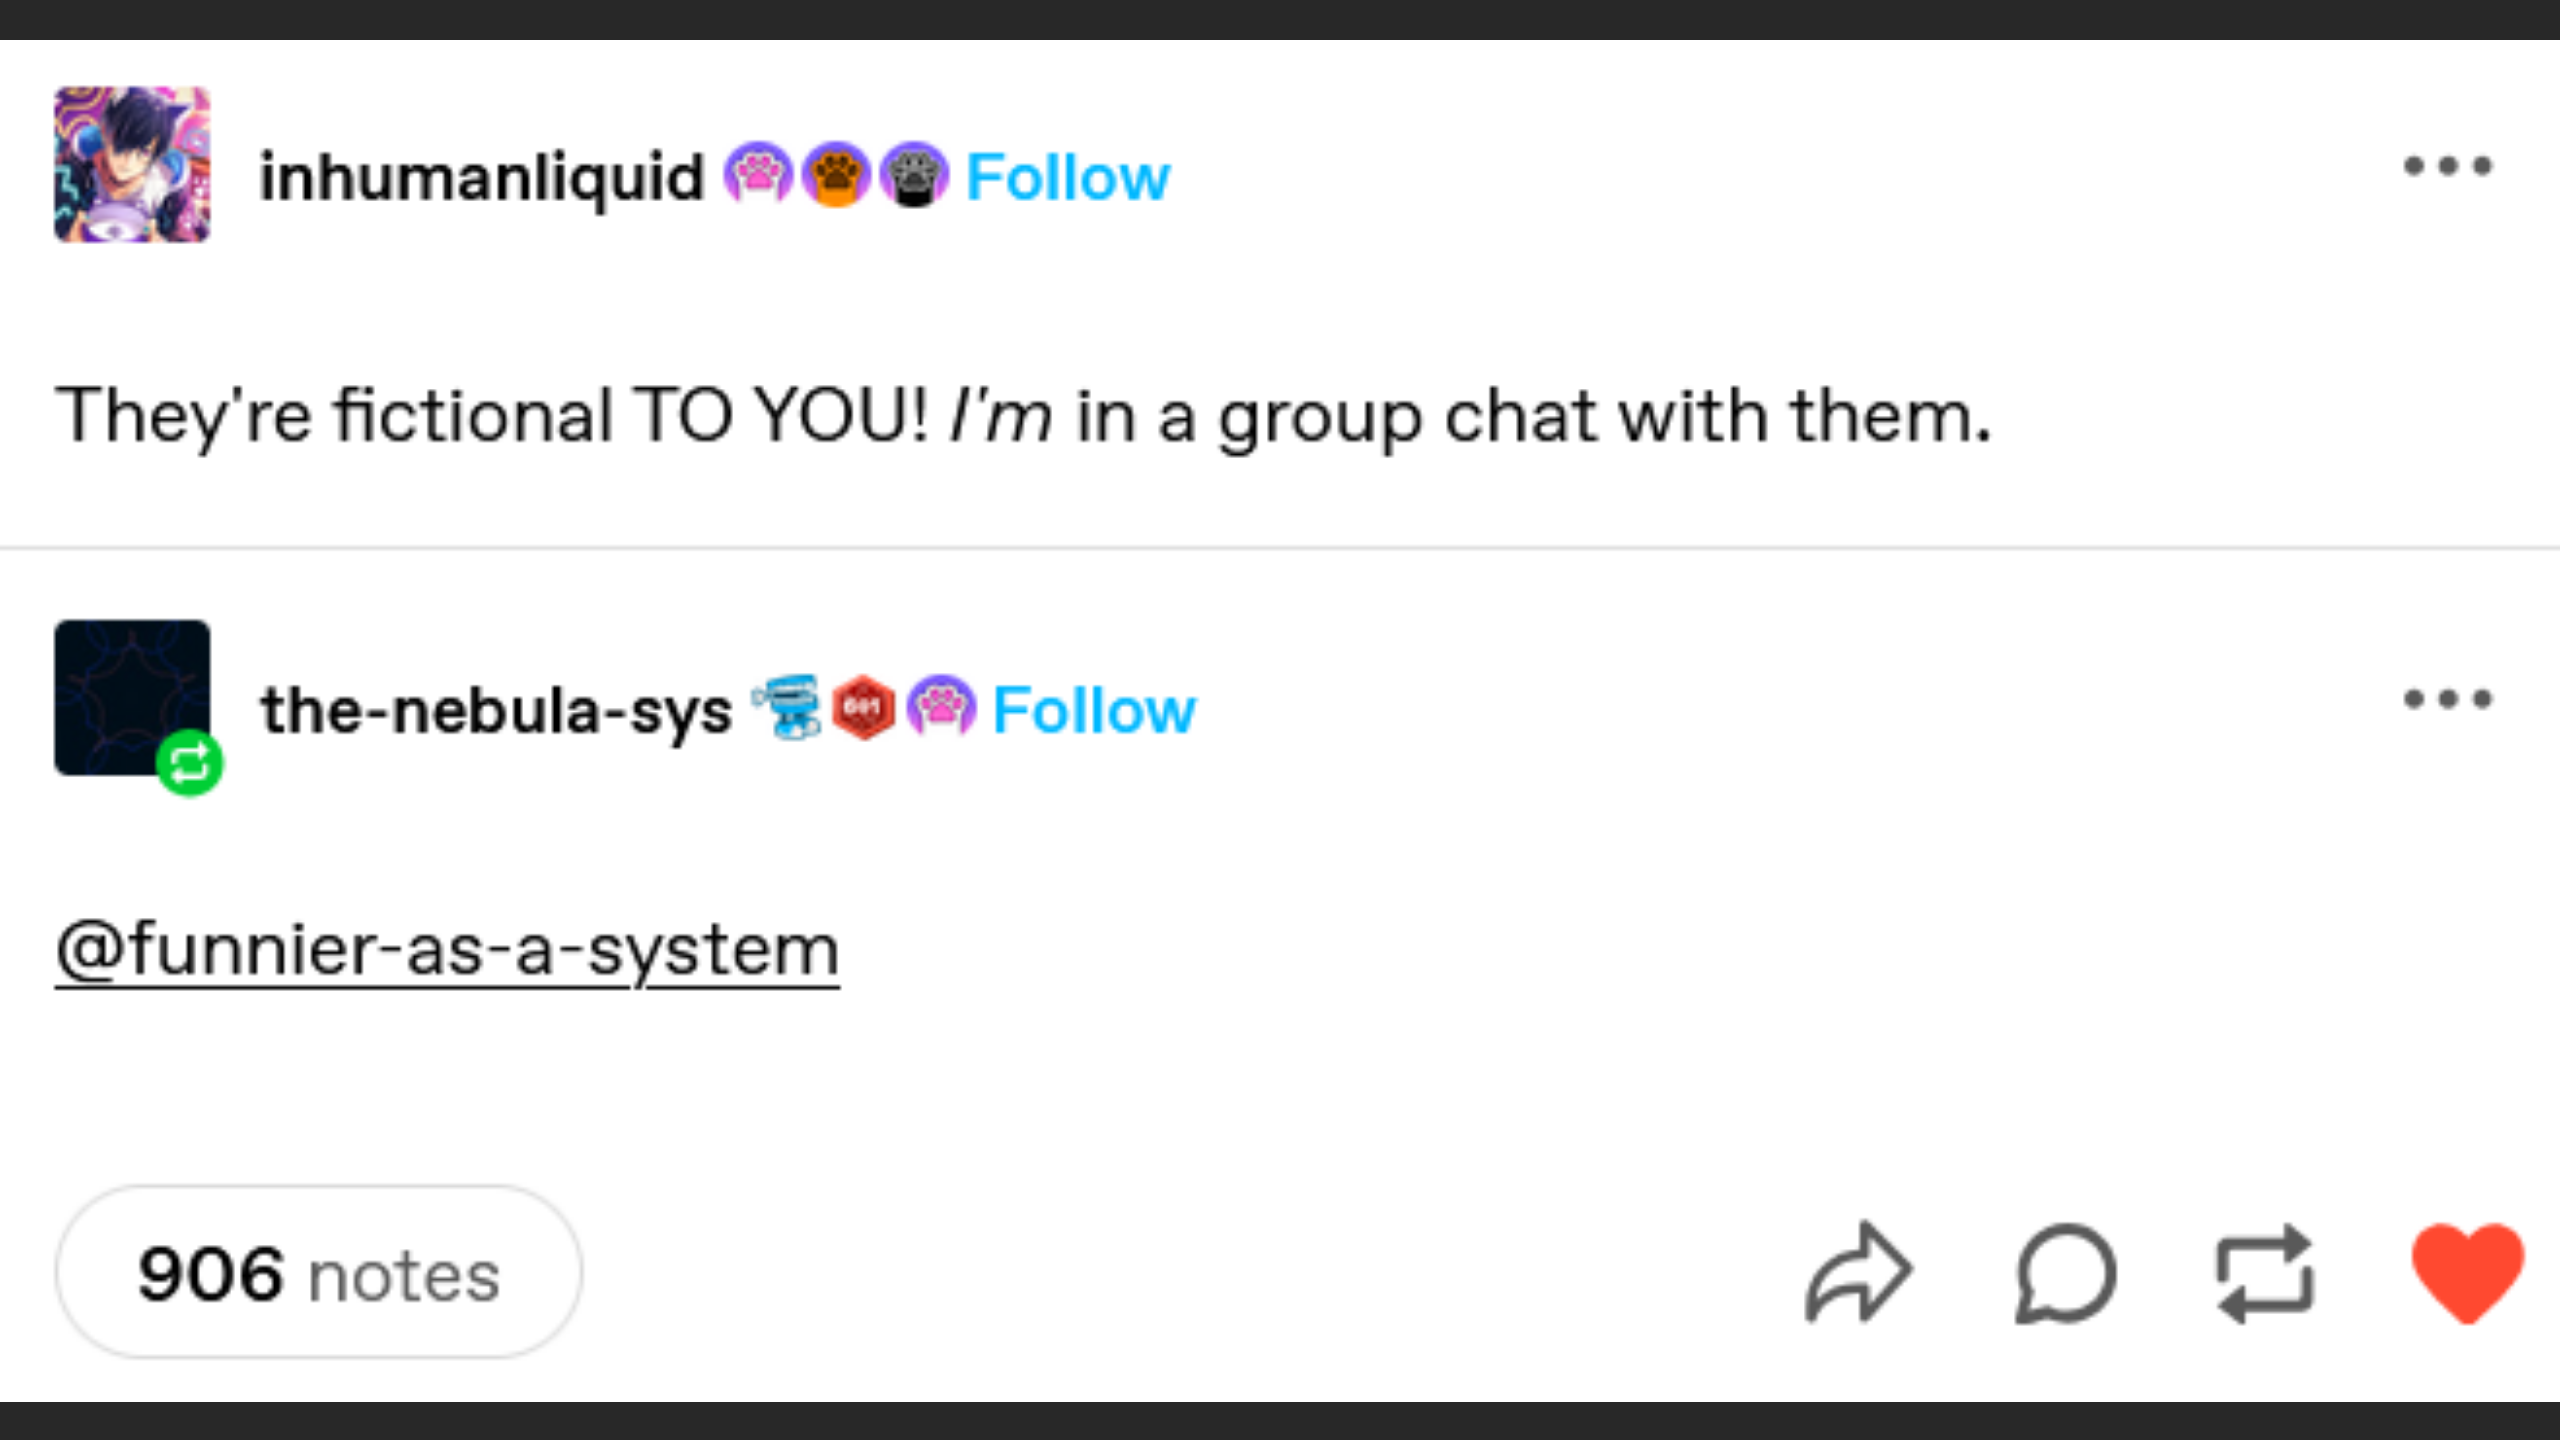 inhumanliquid Follow
They're fictional TO YOU! I'm in a group chat with them.
the-nebula-sys Follow
@funnier-as-a-system
906 notes